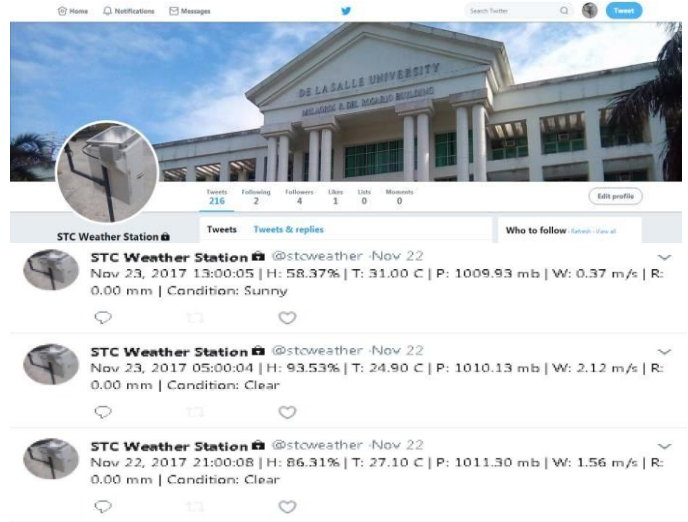 Home Notifications Messages Search Twitter Tweet
DE LA SALLE UNIVERSITY
MILAGROS R. DEL ROSARIO BUILDING
Tweets Following Followers Likes Lists Moments
216 2 4 1 0 0
Edit profile
STC Weather Station
Tweets Tweets & replies
Who to follow · Refresh · View all
STC Weather Station @stcweather ·Nov 22
Nov 23, 2017 13:00:05 | H: 58.37% | T: 31.00 C | P: 1009.93 mb | W: 0.37 m/s | R:
0.00 mm | Condition: Sunny
STC Weather Station @stcweather ·Nov 22
Nov 23, 2017 05:00:04 | H: 93.53% | T: 24.90 C | P: 1010.13 mb | W: 2.12 m/s | R:
0.00 mm | Condition: Clear
STC Weather Station @stcweather ·Nov 22
Nov 22, 2017 21:00:08 | H: 86.31% | T: 27.10 C | P: 1011.30 mb | W: 1.56 m/s | R:
0.00 mm | Condition: Clear